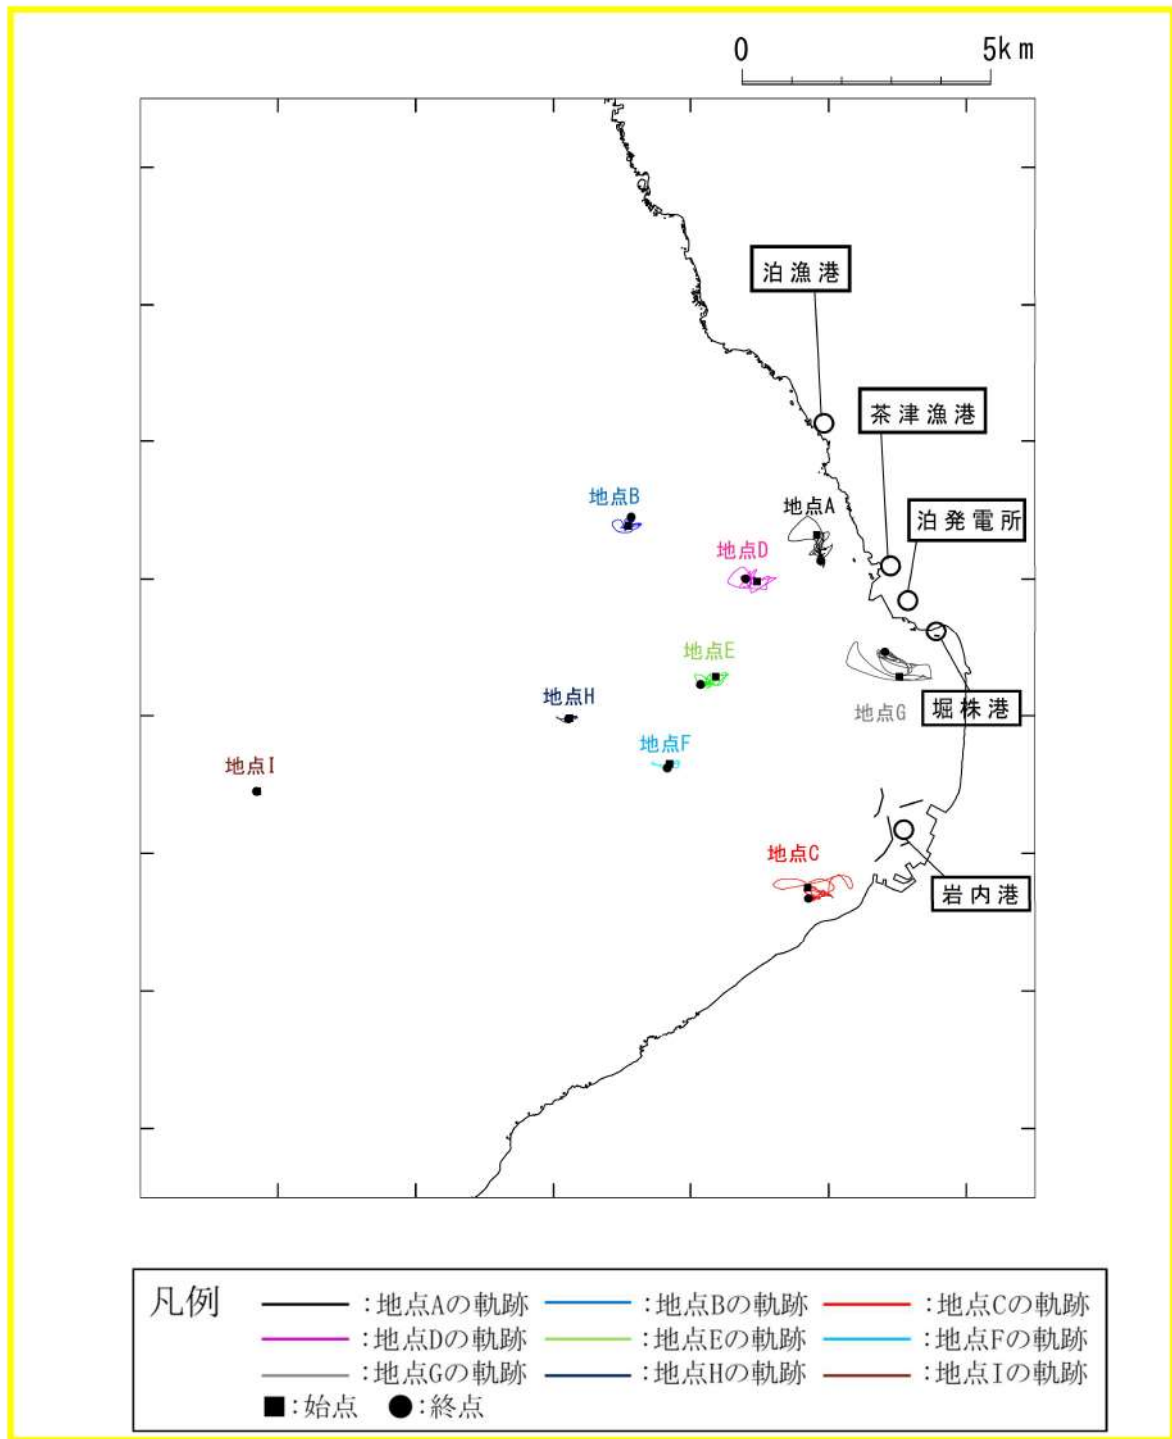 0 5km
泊漁港
茶津漁港
地点B
地点A
泊発電所
地点D
地点E
地点H
地点G
堀株港
地点F
地点I
地点C
岩内港
凡例 :地点Aの軌跡 :地点Bの軌跡 :地点Cの軌跡
:地点Dの軌跡 :地点Eの軌跡 :地点Fの軌跡
:地点Gの軌跡 :地点Hの軌跡 :地点Iの軌跡
■:始点 ●:終点